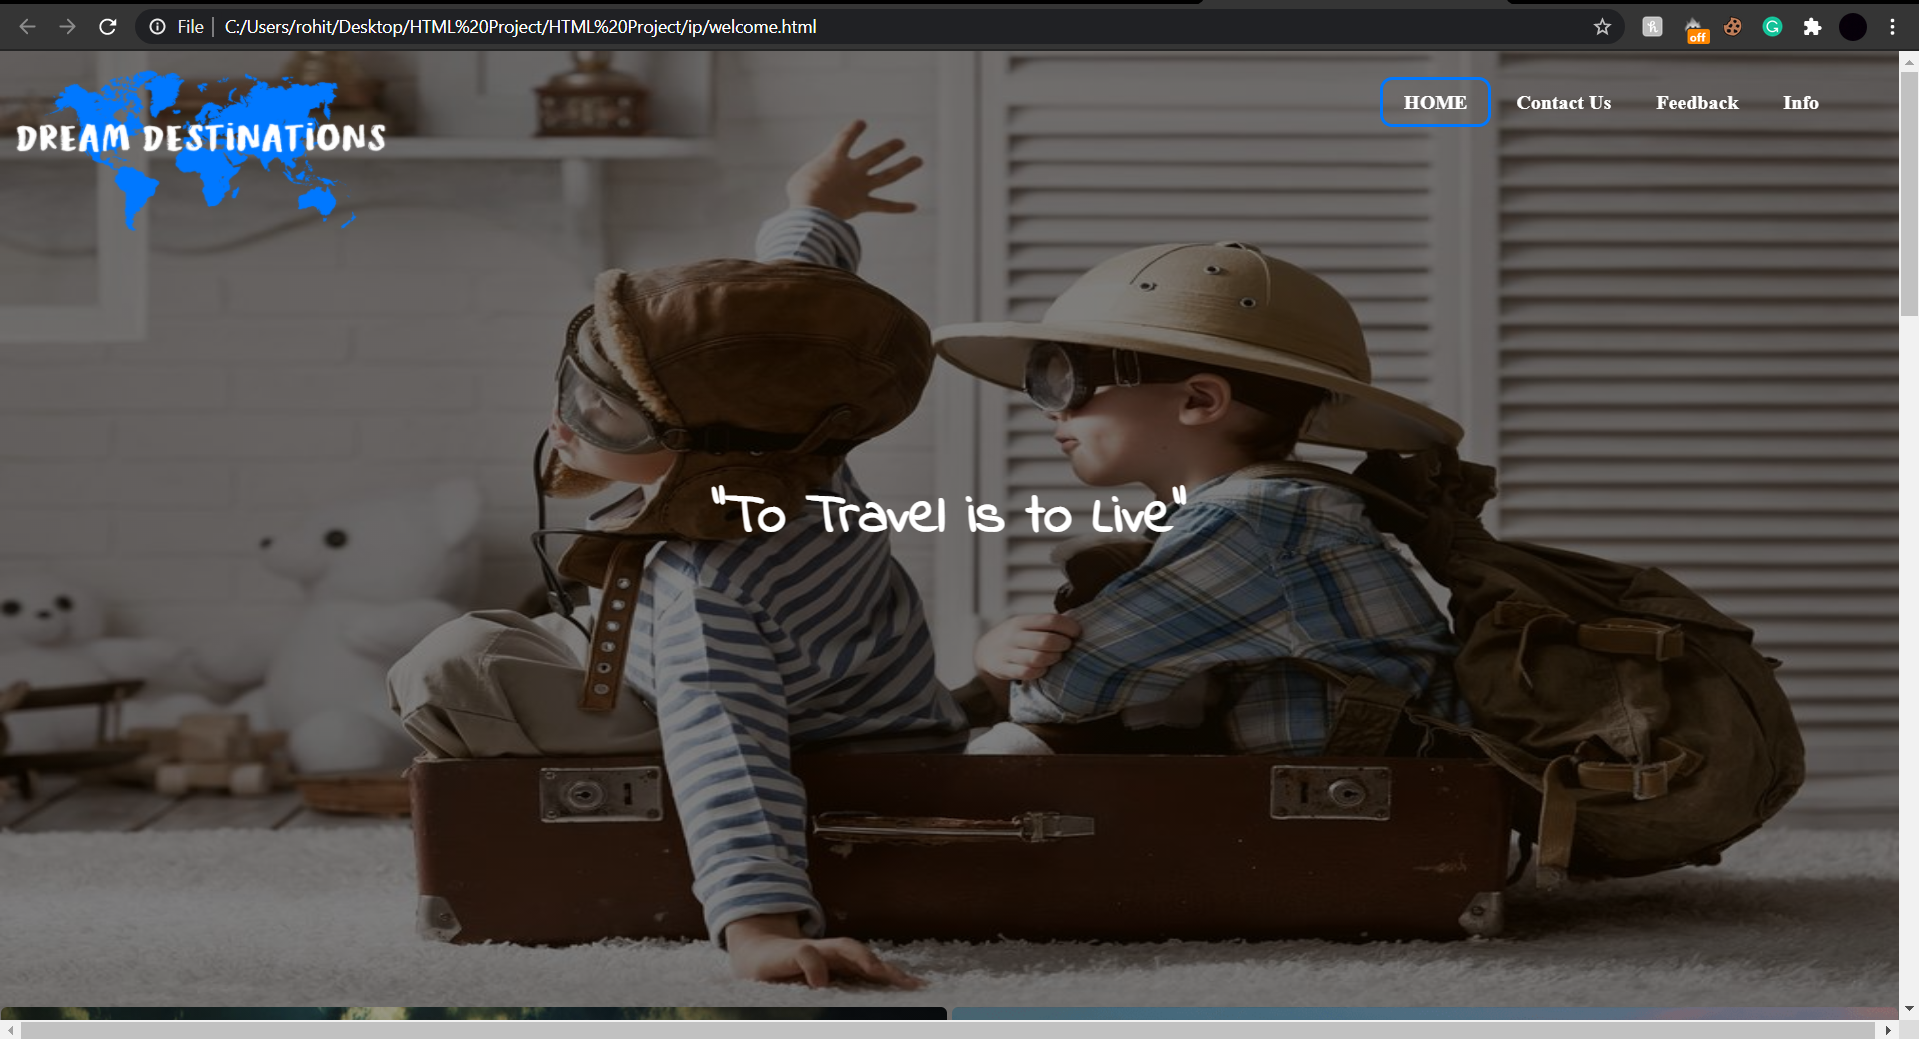 File | C:/Users/rohit/Desktop/HTML%20Project/HTML%20Project/ip/welcome.html
off
DREAM DESTINATIONS
HOME Contact Us Feedback Info
"To Travel is to Live"